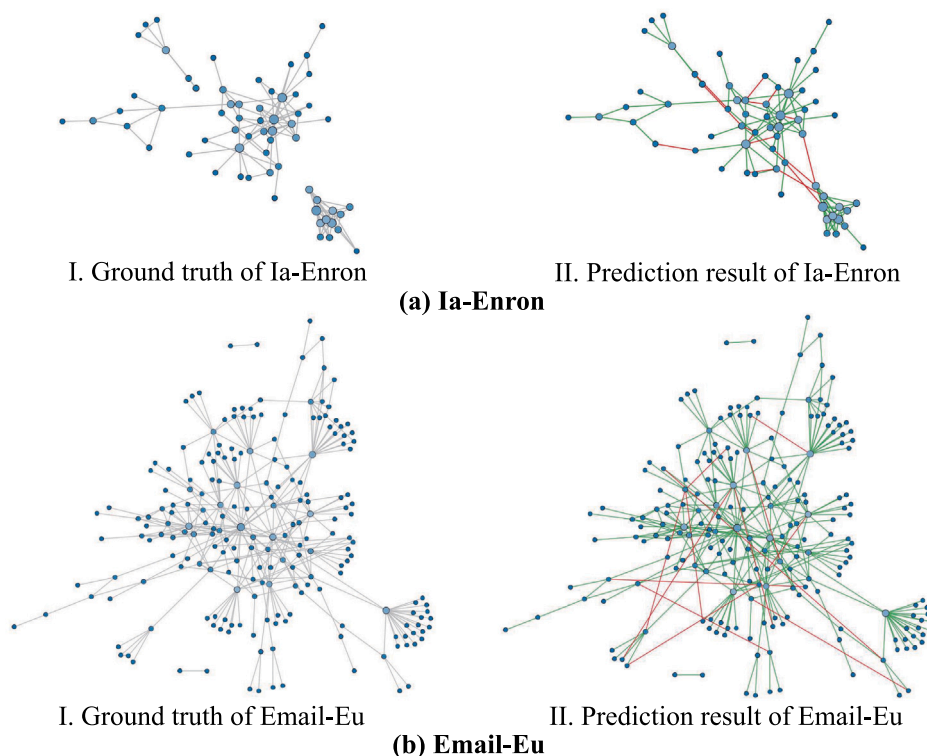 I. Ground truth of Ia-Enron
II. Prediction result of Ia-Enron
(a) Ia-Enron
I. Ground truth of Email-Eu
II. Prediction result of Email-Eu
(b) Email-Eu